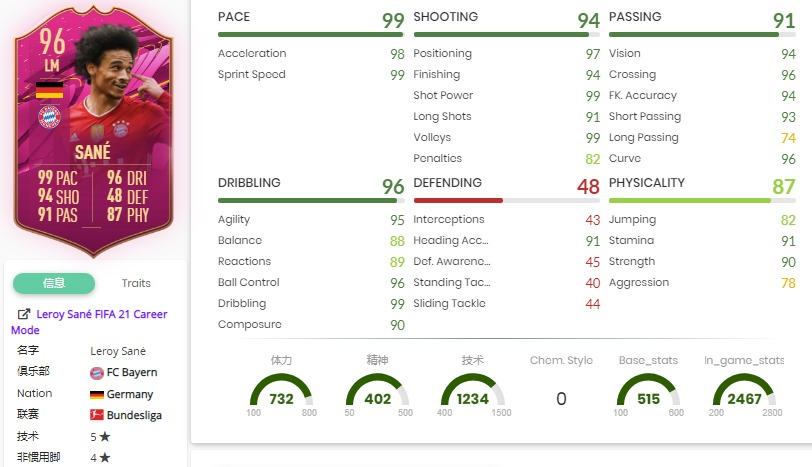 96
LM
SANÉ
99 PAC 96 DRI
94 SHO 48 DEF
91 PAS 87 PHY
信息 Traits
Leroy Sané FIFA 21 Career
Mode
名字 Leroy Sané
俱乐部 FC Bayern
Nation Germany
联赛 Bundesliga
技术 5 ★
非惯用脚 4 ★
PACE 99
Acceleration 98
Sprint Speed 99
SHOOTING 94
Positioning 97
Finishing 94
Shot Power 99
Long Shots 91
Volleys 99
Penalties 82
PASSING 91
Vision 94
Crossing 96
FK. Accuracy 94
Short Passing 93
Long Passing 74
Curve 96
DRIBBLING 96
Agility 95
Balance 88
Reactions 89
Ball Control 96
Dribbling 99
Composure 90
DEFENDING 48
Interceptions 43
Heading Acc... 91
Def. Awarene... 45
Standing Tac... 40
Sliding Tackle 44
PHYSICALITY 87
Jumping 82
Stamina 91
Strength 90
Aggression 78
体力 精神 技术 Chem. Style Base_stats In_game_stats
732 402 1234 0 515 2467
100 800 50 500 400 1500 100 600 200 2800